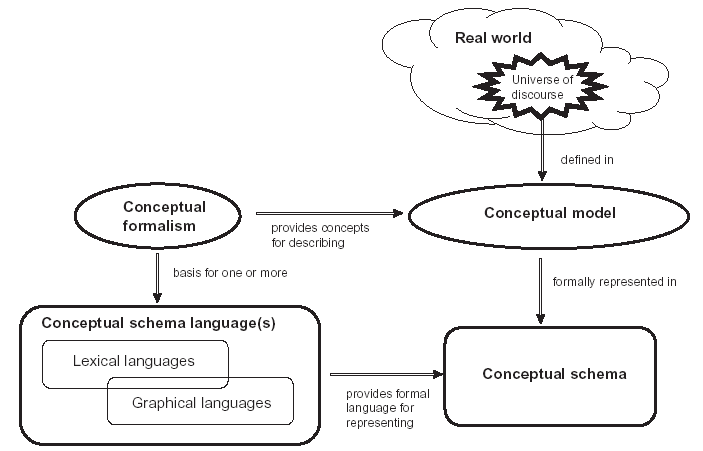 Real world
Universe of
discourse
defined in
Conceptual
formalism
provides concepts
for describing
Conceptual model
basis for one or more
formally represented in
Conceptual schema language(s)
Lexical languages
Graphical languages
provides formal
language for
representing
Conceptual schema